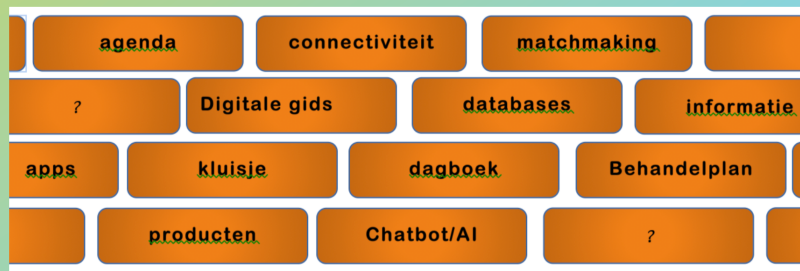 agenda connectiviteit matchmaking
? Digitale gids databases informatie
apps kluisje dagboek Behandelplan
producten Chatbot/AI ?